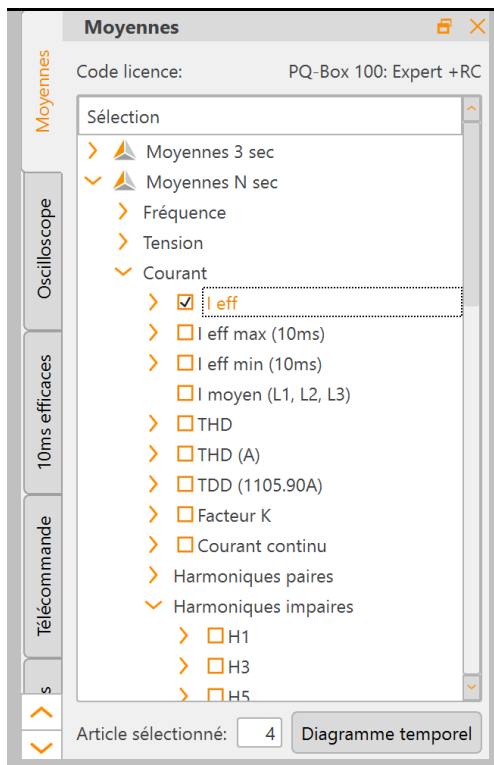 Moyennes
Code licence: PQ-Box 100: Expert +RC
Sélection
Moyennes 3 sec
Moyennes N sec
Fréquence
Tension
Courant
I eff
I eff max (10ms)
I eff min (10ms)
I moyen (L1, L2, L3)
THD
THD (A)
TDD (1105.90A)
Facteur K
Courant continu
Harmoniques paires
Harmoniques impaires
H1
H3
H5
Article sélectionné: 4 Diagramme temporel
Moyennes
Oscilloscope
10ms efficaces
Télécommande
s